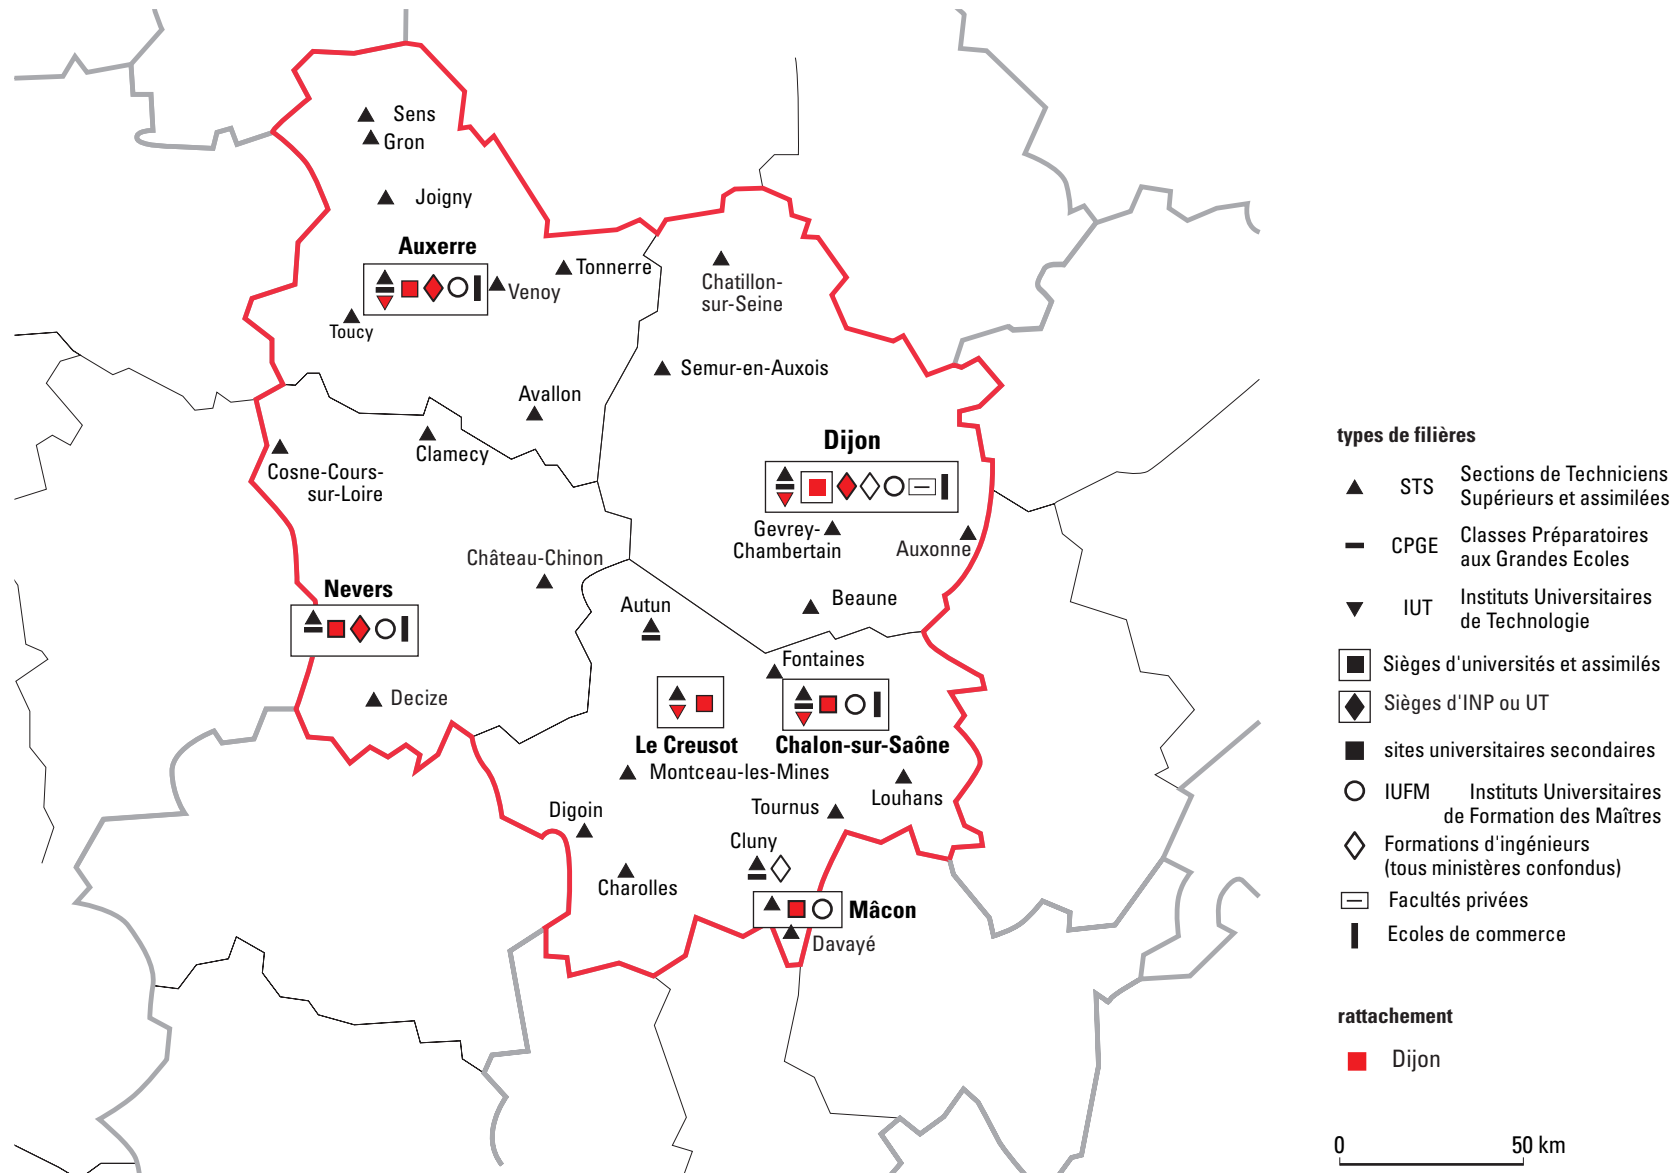 Sens
Gron
Joigny
Auxerre
Venoy
Tonnerre
Toucy
Chatillon-
sur-Seine
Semur-en-Auxois
Avallon
Clamecy
Cosne-Cours-
sur-Loire
Dijon
Gevrey-
Chambertain
Auxonne
Château-Chinon
Nevers
Autun
Beaune
Fontaines
Decize
Le Creusot
Chalon-sur-Saône
Montceau-les-Mines
Louhans
Tournus
Digoin
Cluny
Charolles
Mâcon
Davayé
types de filières
STS Sections de Techniciens
Supérieurs et assimilées
CPGE Classes Préparatoires
aux Grandes Ecoles
IUT Instituts Universitaires
de Technologie
Sièges d'universités et assimilés
Sièges d'INP ou UT
sites universitaires secondaires
IUFM Instituts Universitaires
de Formation des Maîtres
Formations d'ingénieurs
(tous ministères confondus)
Facultés privées
Ecoles de commerce
rattachement
Dijon
0 50 km